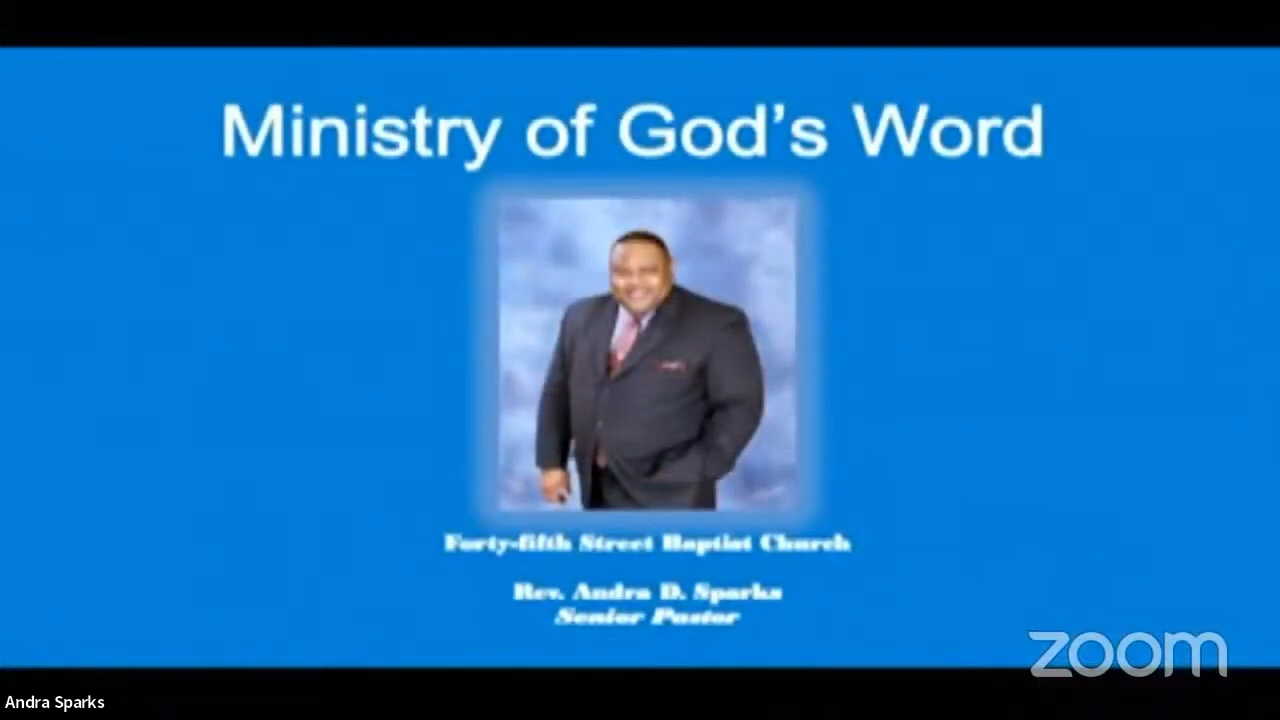 Ministry of God's Word
Forty-fifth Street Baptist Church
Rev. Andra D. Sparks
Senior Pastor
zoom
Andra Sparks